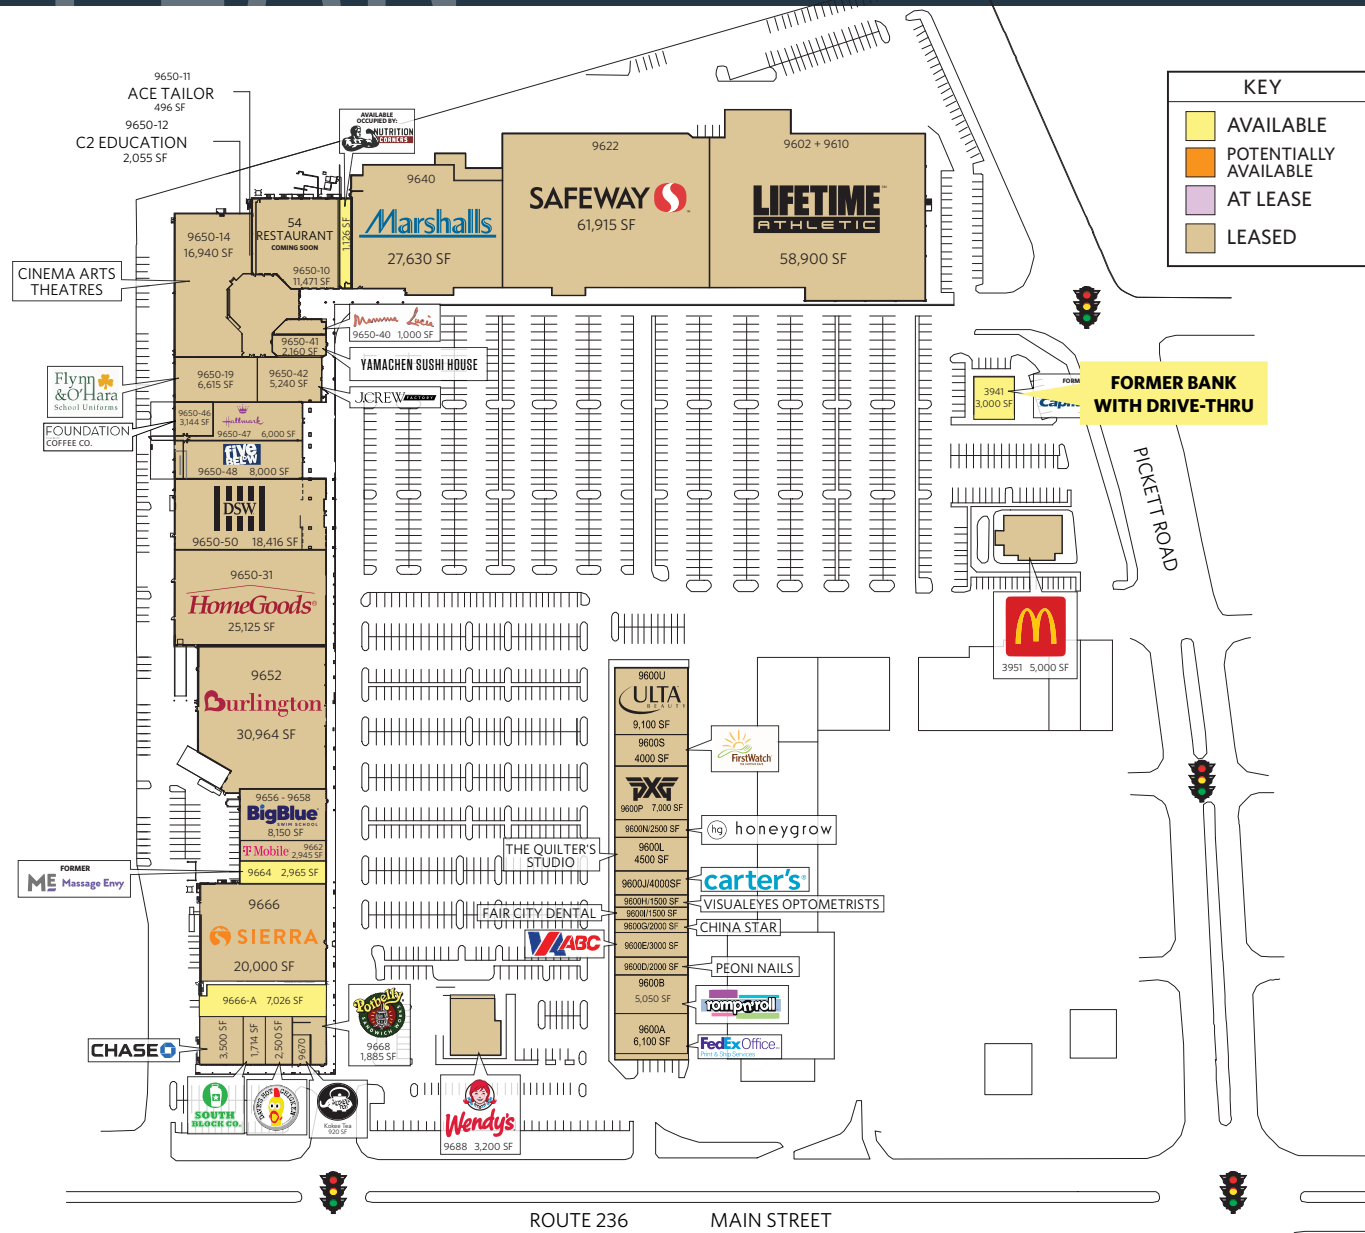 KEY
AVAILABLE
POTENTIALLY
AVAILABLE
AT LEASE
LEASED
9650-11
ACE TAILOR
496 SF
9650-12
C2 EDUCATION
2,055 SF
AVAILABLE
OCCUPIED BY:
NUTRITION
CORNERS
1,126 SF
9640
Marshalls
27,630 SF
9622
SAFEWAY
61,915 SF
9602 + 9610
LIFETIME
ATHLETIC
58,900 SF
9650-14
16,940 SF
CINEMA ARTS
THEATRES
54
RESTAURANT
COMING SOON
9650-10
11,471 SF
Mamma Lucia
9650-40 1,000 SF
9650-41
2,160 SF
YAMACHEN SUSHI HOUSE
9650-19
6,615 SF
Flynn
&O'Hara
School Uniforms
9650-42
5,240 SF
J.CREW FACTORY
9650-46
3,144 SF
FOUNDATION
COFFEE CO.
Hallmark
9650-47 6,000 SF
five
BELOW
9650-48 8,000 SF
DSW
9650-50 18,416 SF
9650-31
HomeGoods
25,125 SF
9652
Burlington
30,964 SF
9656 - 9658
BigBlue
SWIM SCHOOL
8,150 SF
T Mobile
9662
2,945 SF
9664 2,965 SF
FORMER
ME Massage Envy
9666
SIERRA
20,000 SF
9666-A 7,026 SF
CHASE
3,500 SF
1,714 SF
2,500 SF
9670
Potbelly
SANDWICH WORKS
9668
1,885 SF
SOUTH
BLOCK CO.
DAVE'S HOT CHICKEN
Kokee Tea
920 SF
Wendy's
9688 3,200 SF
9600U
ULTA
BEAUTY
9,100 SF
9600S
4000 SF
FirstWatch
PXG
9600P 7,000 SF
9600N/2500 SF
hg honeygrow
THE QUILTER'S
STUDIO
9600L
4500 SF
9600J/4000SF
carter's
9600H/1500 SF
VISUALEYES OPTOMETRISTS
FAIR CITY DENTAL
9600I/1500 SF
9600G/2000 SF
CHINA STAR
VA ABC
9600E/3000 SF
9600D/2000 SF
PEONI NAILS
9600B
5,050 SF
romp n' roll
9600A
6,100 SF
FedEx Office
Print & Ship Services
3941
3,000 SF
FORM
Capi
FORMER BANK
WITH DRIVE-THRU
PICKETT ROAD
3951 5,000 SF
ROUTE 236
MAIN STREET